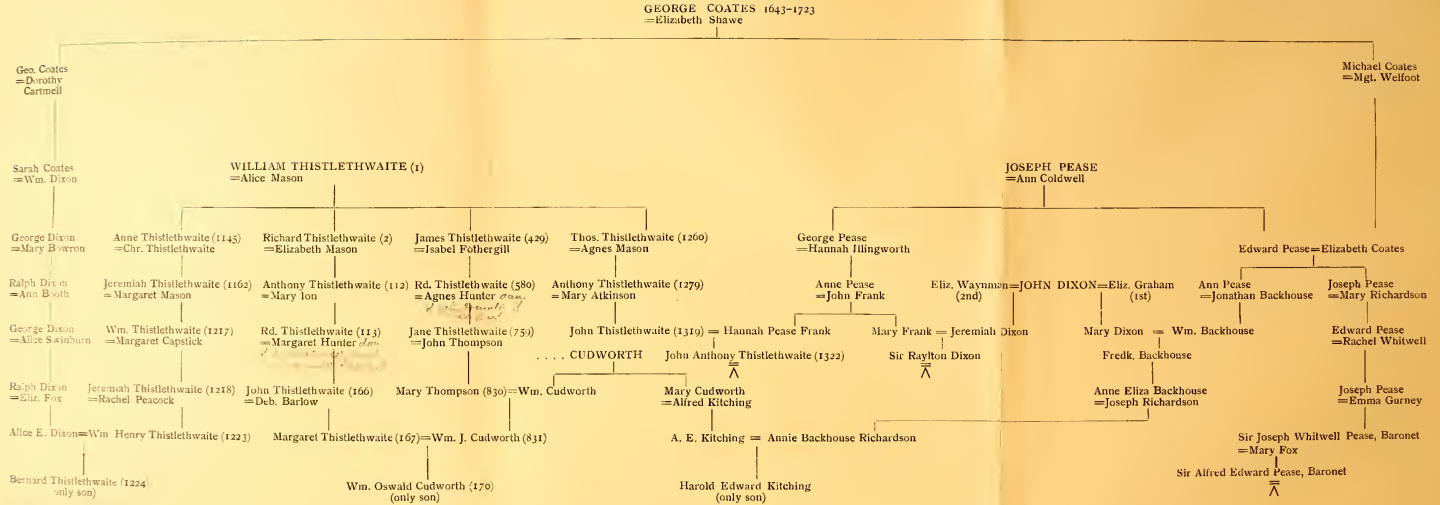 GEORGE COATES 1643-1723
=Elizabeth Shawe
Geo. Coates
=Dorothy
Cartmell
Michael Coates
=Mgt. Welfoot
Sarah Coates
=Wm. Dixon
WILLIAM THISTLETHWAITE (1)
=Alice Mason
JOSEPH PEASE
=Ann Coldwell
George Dixon
=Mary Bowron
Anne Thistlethwaite (1145)
=Chr. Thistlethwaite
Richard Thistlethwaite (2)
=Elizabeth Mason
James Thistlethwaite (429)
=Isabel Fothergill
Thos. Thistlethwaite (1260)
=Agnes Mason
George Pease
=Hannah Illingworth
Edward Pease=Elizabeth Coates
Ralph Dixon
=Ann Booth
Jeremiah Thistlethwaite (1162)
=Margaret Mason
Anthony Thistlethwaite (112)
=Mary Ion
Rd. Thistlethwaite (580)
=Agnes Hunter
Anthony Thistlethwaite (1279)
=Mary Atkinson
Anne Pease
=John Frank
Eliz. Waynman=JOHN DIXON=Eliz. Graham
(2nd) (1st)
Ann Pease
=Jonathan Backhouse
Joseph Pease
=Mary Richardson
George Dixon
=Alice Swinburn
Wm. Thistlethwaite (1217)
=Margaret Capstick
Rd. Thistlethwaite (113)
=Margaret Hunter
Jane Thistlethwaite (759)
=John Thompson
John Thistlethwaite (1319) = Hannah Pease Frank
Mary Frank = Jeremiah Dixon
Mary Dixon = Wm. Backhouse
Edward Pease
=Rachel Whitwell
. . . . CUDWORTH
John Anthony Thistlethwaite (1322)
Sir Raylton Dixon
Fredk. Backhouse
Ralph Dixon
=Eliz. Fox
Jeremiah Thistlethwaite (1218)
=Rachel Peacock
John Thistlethwaite (166)
=Deb. Barlow
Mary Thompson (830)=Wm. Cudworth
Mary Cudworth
=Alfred Kitching
Anne Eliza Backhouse
=Joseph Richardson
Joseph Pease
=Emma Gurney
Alice E. Dixon=Wm Henry Thistlethwaite (1223)
Margaret Thistlethwaite (167)=Wm. J. Cudworth (831)
A. E. Kitching = Annie Backhouse Richardson
Sir Joseph Whitwell Pease, Baronet
=Mary Fox
Bernard Thistlethwaite (1224
only son)
Wm. Oswald Cudworth (170)
(only son)
Harold Edward Kitching
(only son)
Sir Alfred Edward Pease, Baronet